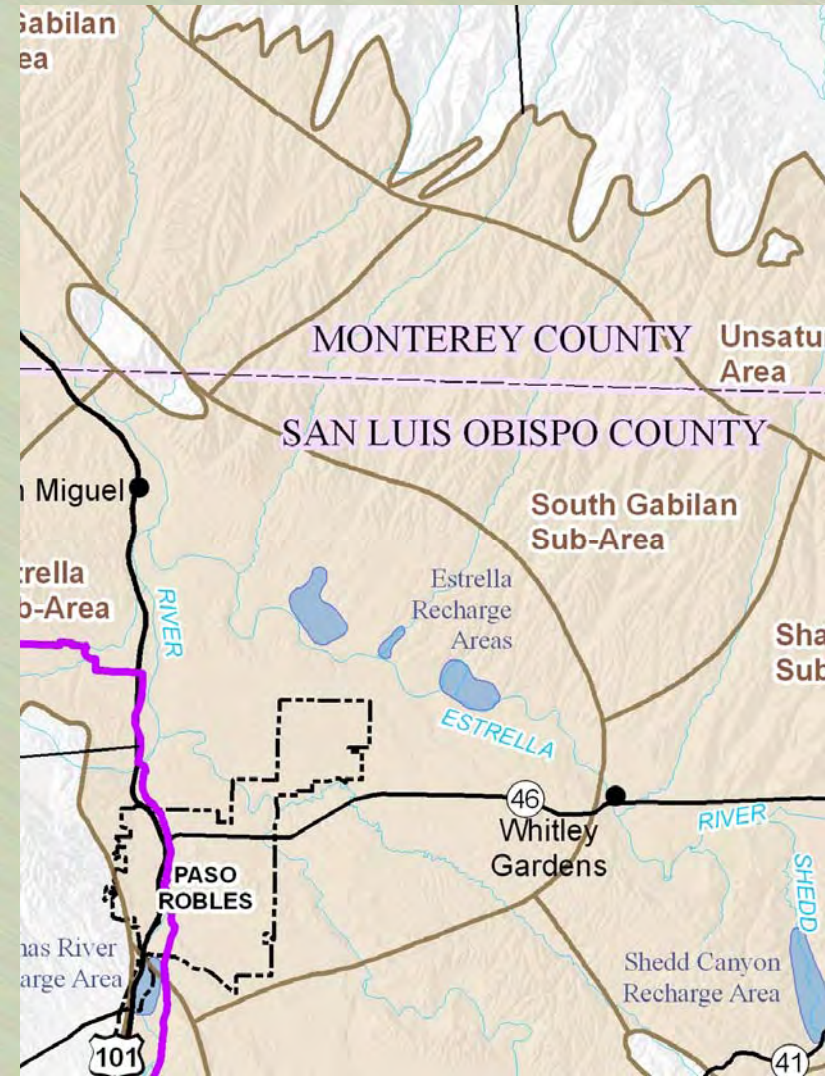 Gabilan
ea
MONTEREY COUNTY
Unsatu
Area
SAN LUIS OBISPO COUNTY
n Miguel
South Gabilan
Sub-Area
trella
b-Area
RIVER
Estrella
Recharge
Areas
Sha
Sub
ESTRELLA
46
Whitley
Gardens
RIVER
SHEDD
PASO
ROBLES
nas River
arge Area
Shedd Canyon
Recharge Area
101
41